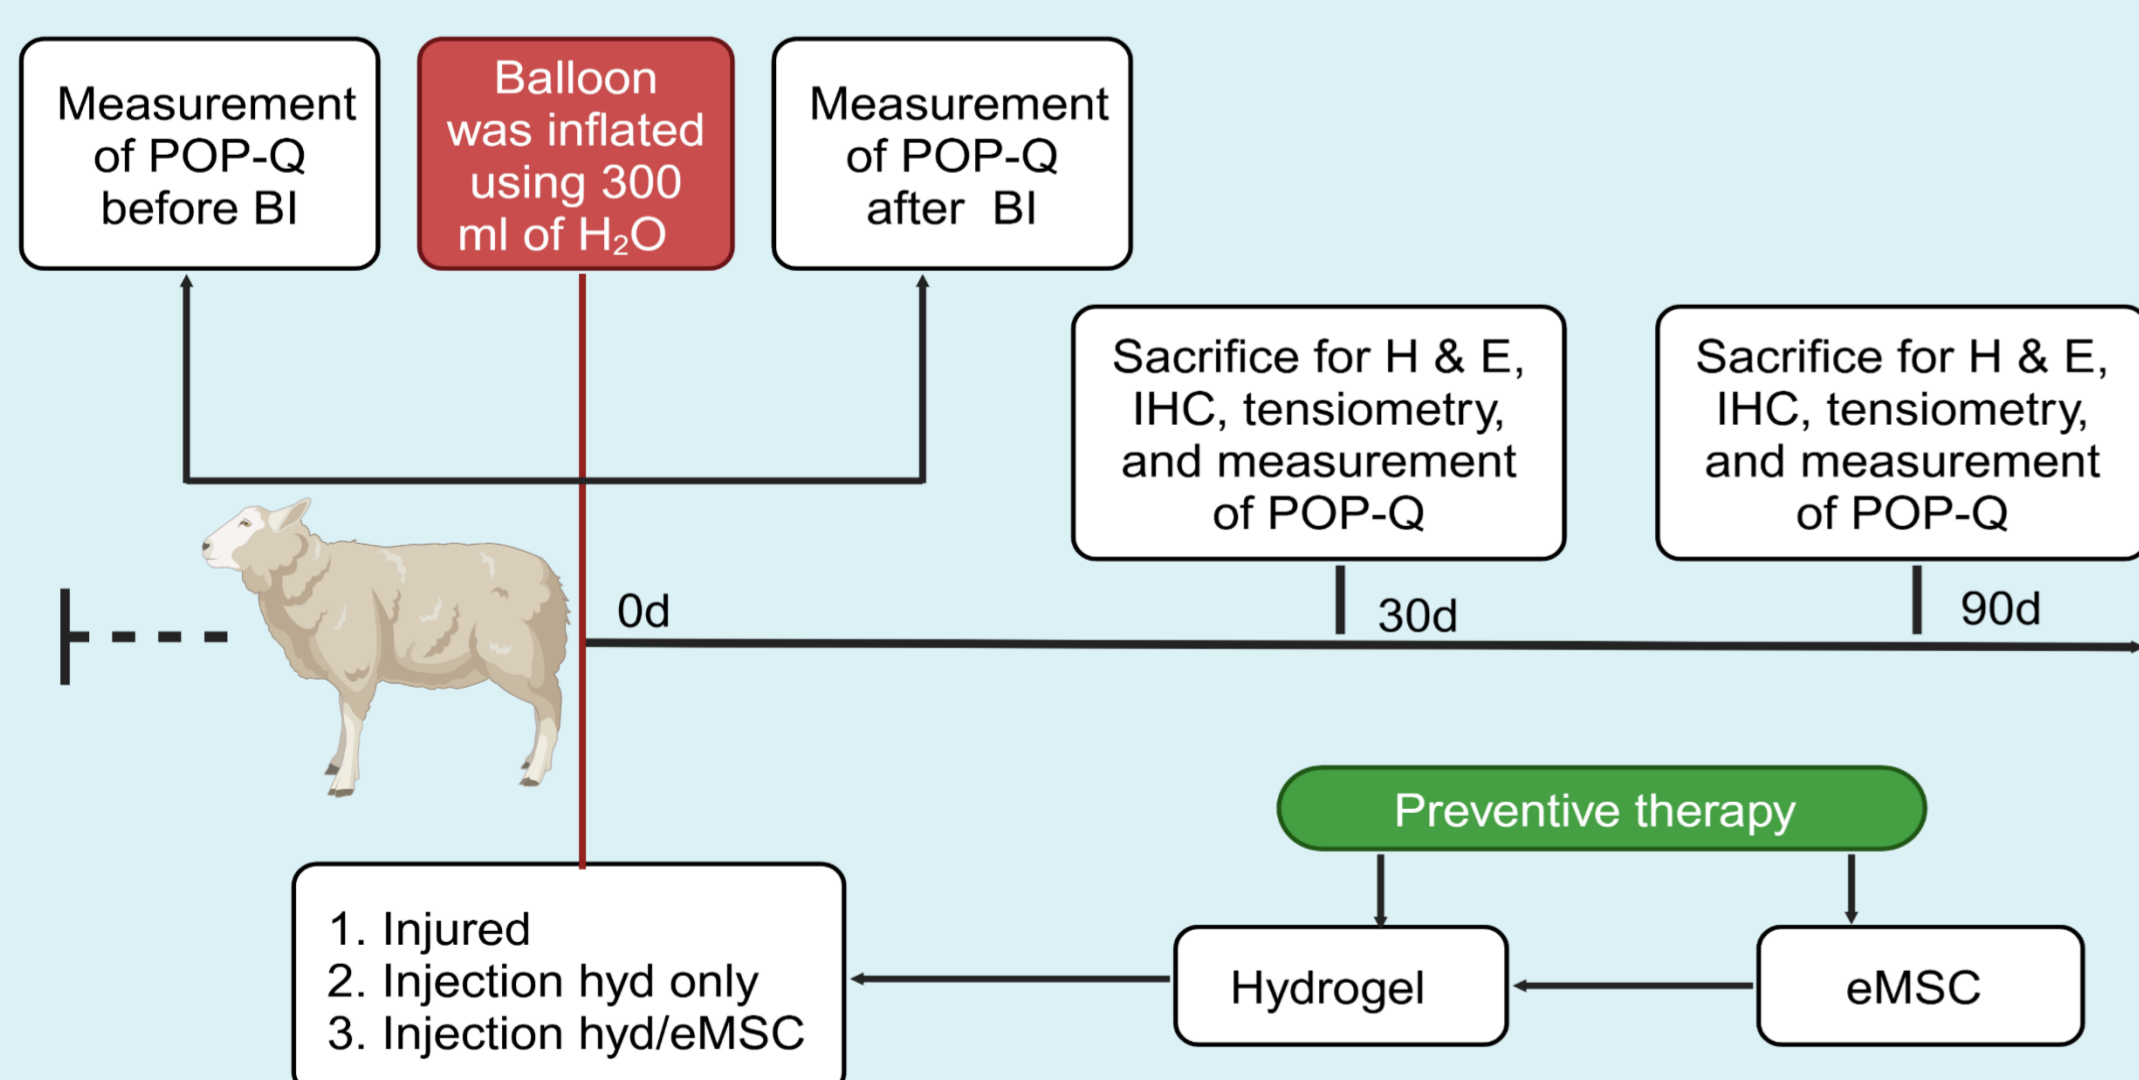 Measurement
of POP-Q
before BI
Balloon
was inflated
using 300
ml of H₂O
Measurement
of POP-Q
after BI
Sacrifice for H & E,
IHC, tensiometry,
and measurement
of POP-Q
Sacrifice for H & E,
IHC, tensiometry,
and measurement
of POP-Q
0d
30d
90d
Preventive therapy
1. Injured
2. Injection hyd only
3. Injection hyd/eMSC
Hydrogel
eMSC